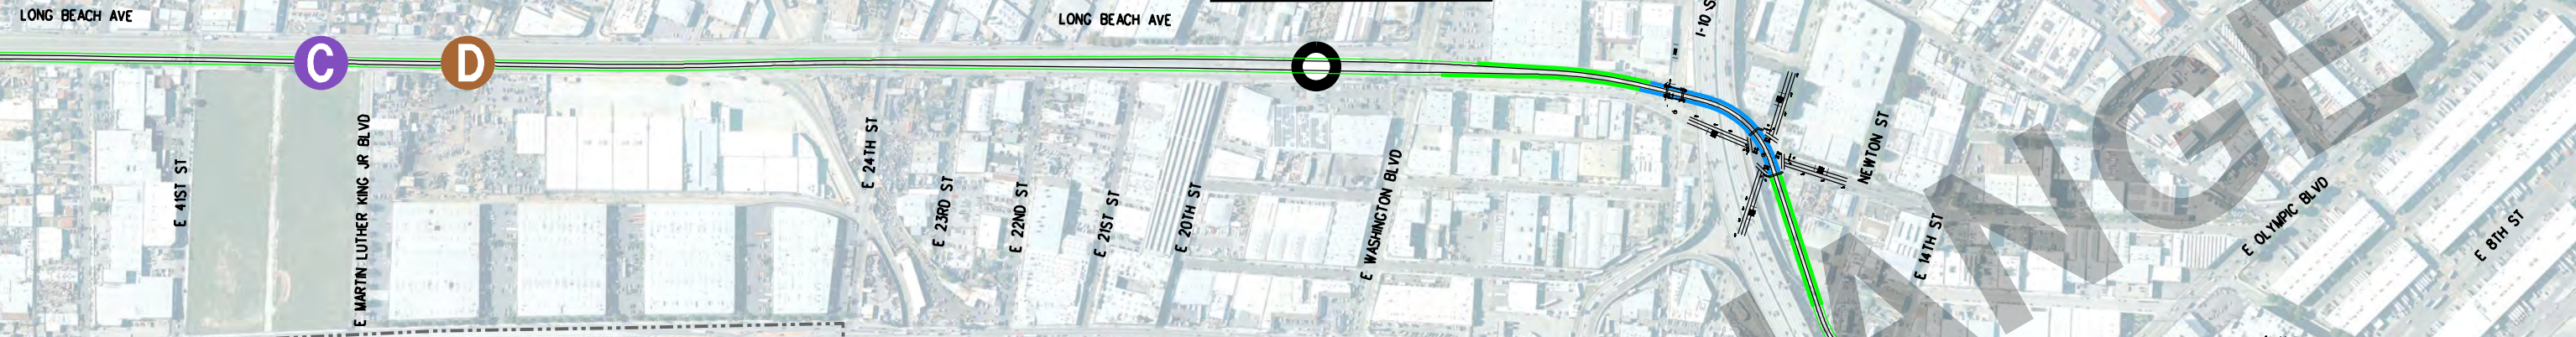 LONG BEACH AVE
LONG BEACH AVE
C
D
E 41ST ST
E MARTIN LUTHER KING JR BLVD
E 24TH ST
E 23RD ST
E 22ND ST
E 21ST ST
E 20TH ST
E WASHINGTON BLVD
NEWTON ST
E 14TH ST
E OLYMPIC BLVD
E 8TH ST
ANGE